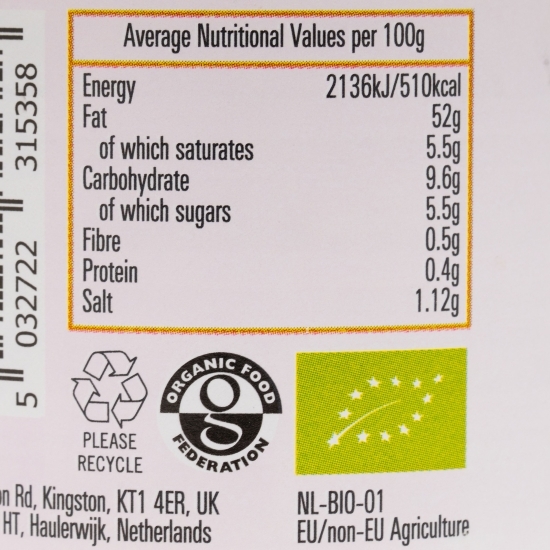 Average Nutritional Values per 100g
Energy 2136kJ/510kcal
Fat 52g
of which saturates 5.5g
Carbohydrate 9.6g
of which sugars 5.5g
Fibre 0.5g
Protein 0.4g
Salt 1.12g
5 032722 315358
PLEASE
RECYCLE
ORGANIC FOOD
FEDERATION
Rd, Kingston, KT1 4ER, UK
HT, Haulerwijk, Netherlands
NL-BIO-01
EU/non-EU Agriculture